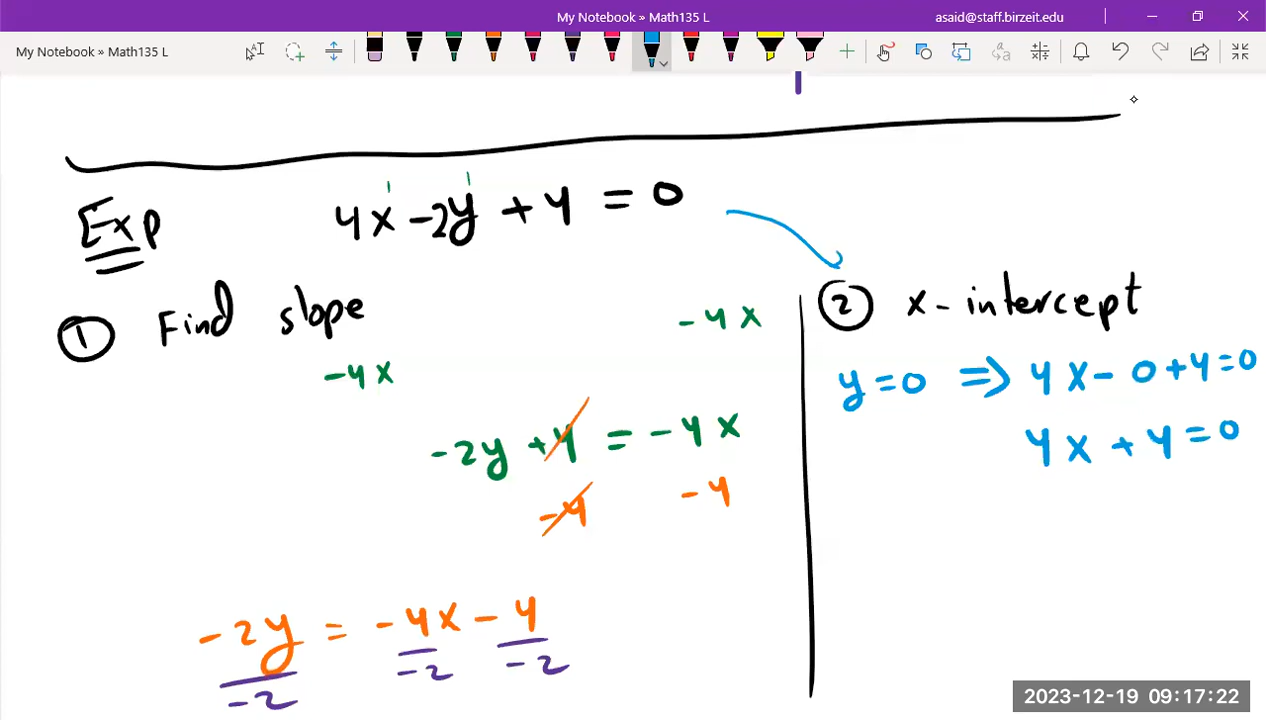 My Notebook » Math135 L
asaid@staff.birzeit.edu
My Notebook » Math135 L
Exp 4x - 2y + 4 = 0
① Find slope
-4x -4x
-2y + 4 = -4x
-4 -4
-2y = -4x - 4
-2 -2 -2
② x-intercept
y = 0 ⇒ 4x - 0 + 4 = 0
4x + 4 = 0
2023-12-19 09:17:22